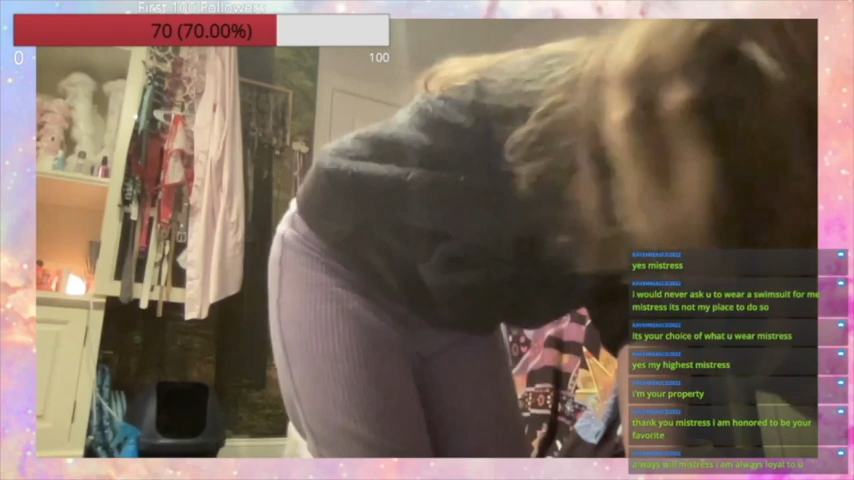 First 100 Followers
70 (70.00%)
0
100
yes mistress
I would never ask u to wear a swimsuit for me
mistress its not my place to do so
Its your choice of what u wear mistress
yes my highest mistress
i'm your property
thank you mistress i am honored to be your
favorite
always will mistress i am always loyal to u